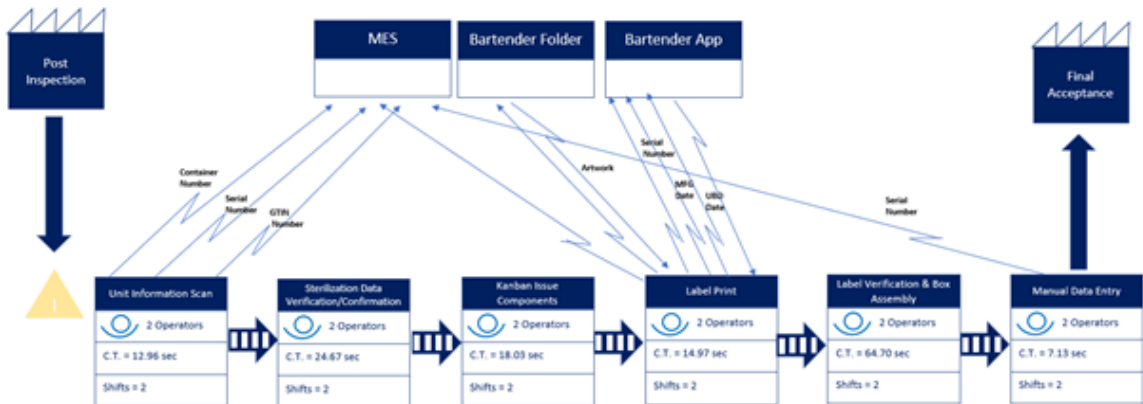 Post
Inspection
MES
Bartender Folder
Bartender App
Final
Acceptance
Container
Number
Serial
Number
GTIN
Number
Artwork
Serial
Number
MFG
Date
UBD
Date
Serial
Number
I
Unit Information Scan
2 Operators
C.T. = 12.96 sec
Shifts = 2
Sterilization Data
Verification/Confirmation
2 Operators
C.T. = 24.67 sec
Shifts = 2
Kanban Issue
Components
2 Operators
C.T. = 18.03 sec
Shifts = 2
Label Print
2 Operators
C.T. = 14.97 sec
Shifts = 2
Label Verification & Box
Assembly
2 Operators
C.T. = 64.70 sec
Shifts = 2
Manual Data Entry
2 Operators
C.T. = 7.13 sec
Shifts = 2